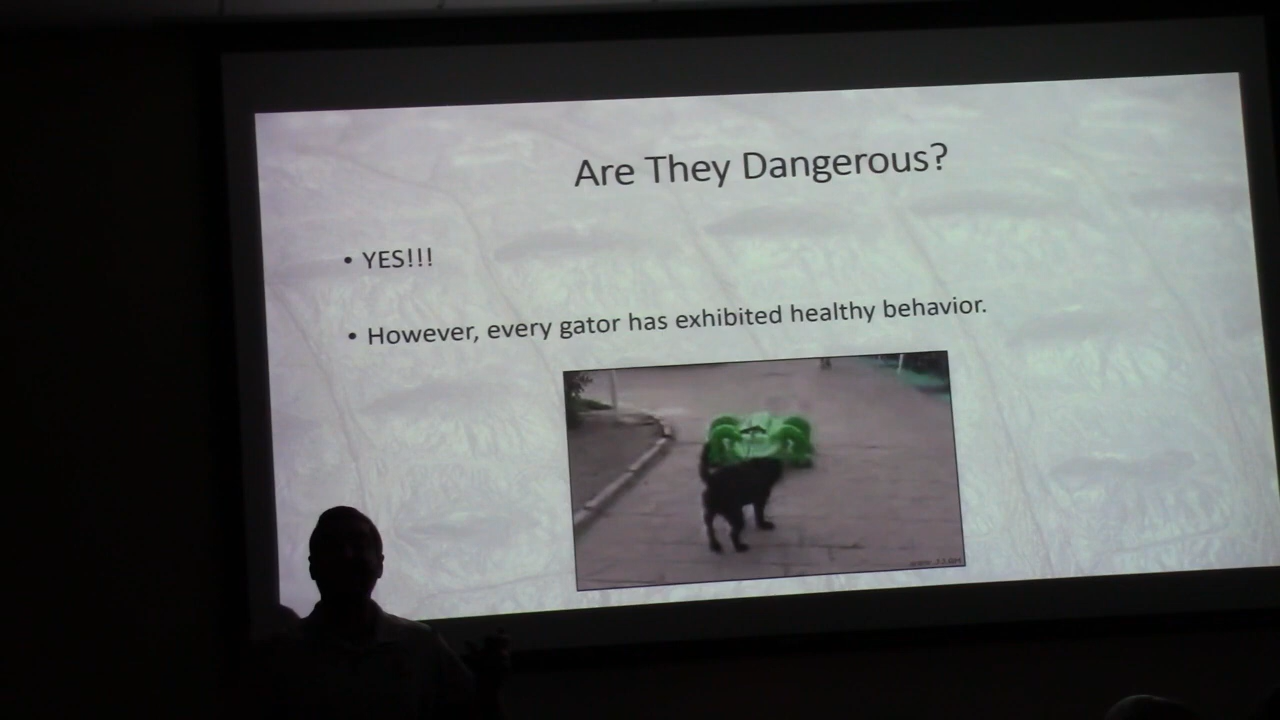 Are They Dangerous?
• YES!!!
• However, every gator has exhibited healthy behavior.